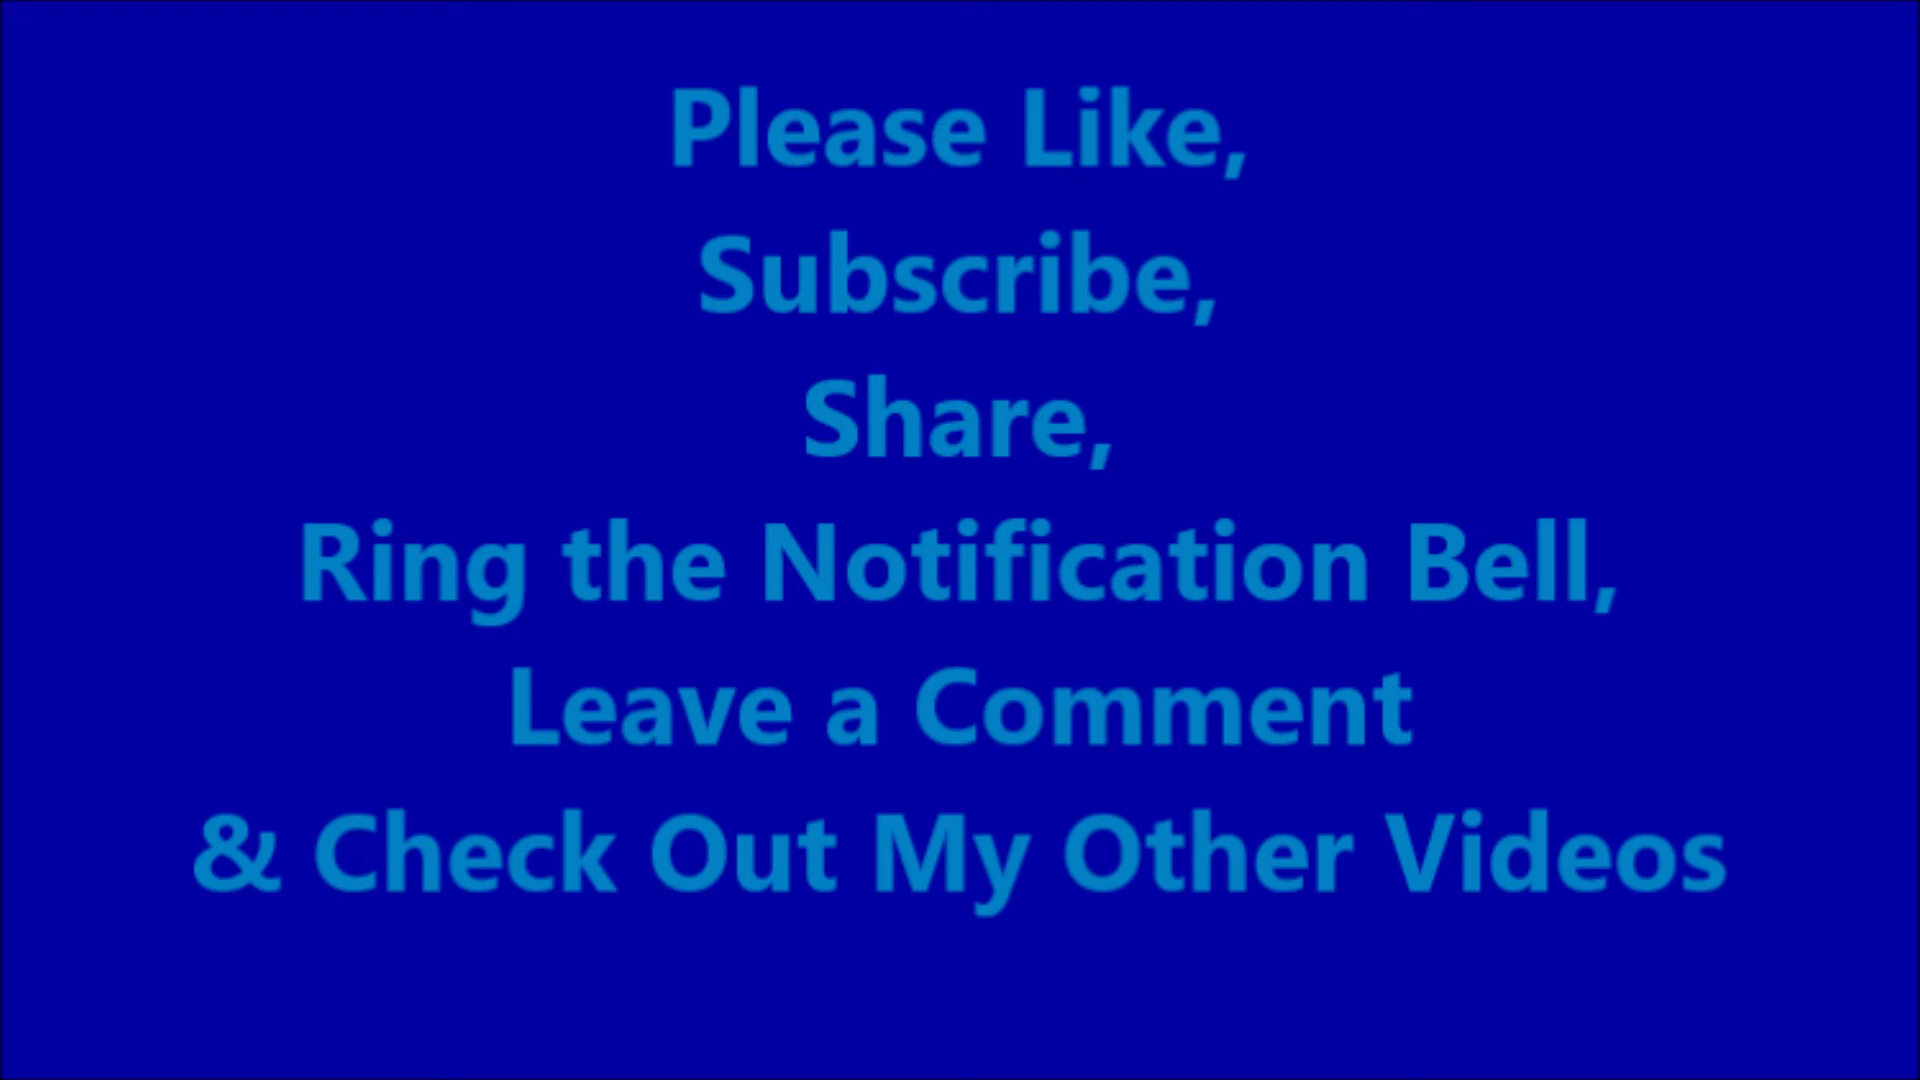 Please Like,
Subscribe,
Share,
Ring the Notification Bell,
Leave a Comment
& Check Out My Other Videos